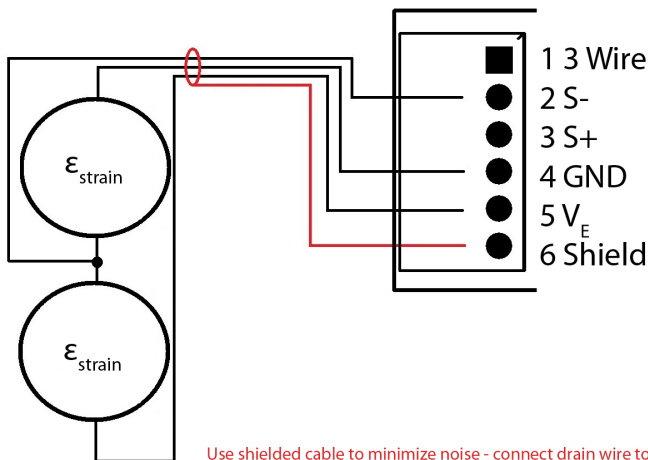 1 3 Wire
2 S-
3 S+
4 GND
5 VE
6 Shield
εstrain
εstrain
Use shielded cable to minimize noise - connect drain wire to